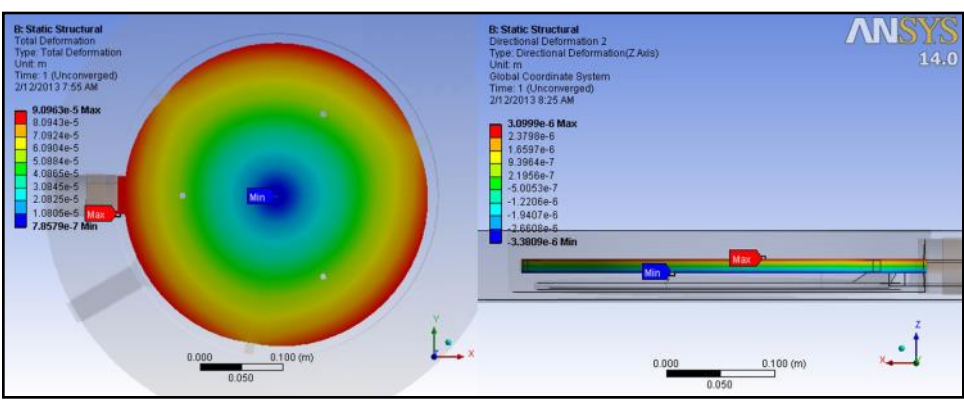 B: Static Structural
Total Deformation
Type: Total Deformation
Unit: m
Time: 1 (Unconverged)
2/12/2013 7:55 AM
9.0963e-5 Max
8.0943e-5
7.0924e-5
6.0904e-5
5.0884e-5
4.0865e-5
3.0845e-5
2.0825e-5
1.0805e-5
7.8579e-7 Min
Max
Min
Y
X
0.000
0.100 (m)
0.050
B: Static Structural
Directional Deformation 2
Type: Directional Deformation(Z Axis)
Unit: m
Global Coordinate System
Time: 1 (Unconverged)
2/12/2013 8:25 AM
ANSYS
14.0
3.0999e-6 Max
2.3798e-6
1.6597e-6
9.3964e-7
2.1956e-7
-5.0053e-7
-1.2206e-6
-1.9407e-6
-2.6608e-6
-3.3809e-6 Min
Max
Min
Z
X
0.000
0.100 (m)
0.050